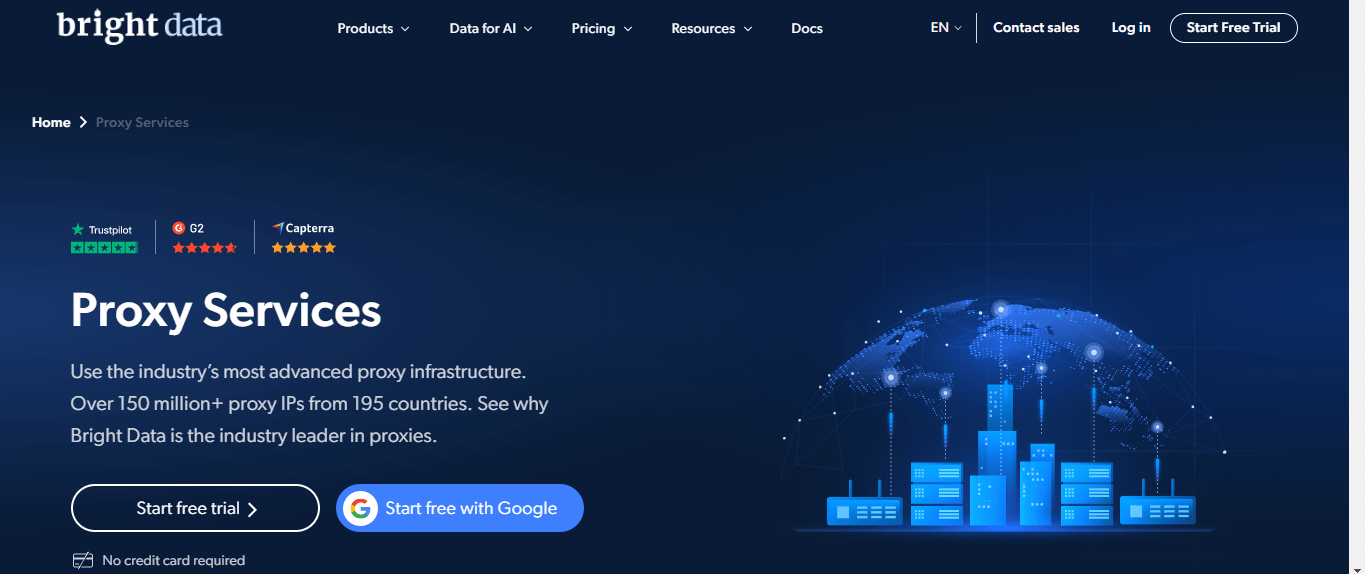 bright data
Products
Data for AI
Pricing
Resources
Docs
EN
Contact sales
Log in
Start Free Trial
Home
Proxy Services
Trustpilot
G2
Capterra
Proxy Services
Use the industry’s most advanced proxy infrastructure.
Over 150 million+ proxy IPs from 195 countries. See why
Bright Data is the industry leader in proxies.
Start free trial
Start free with Google
No credit card required